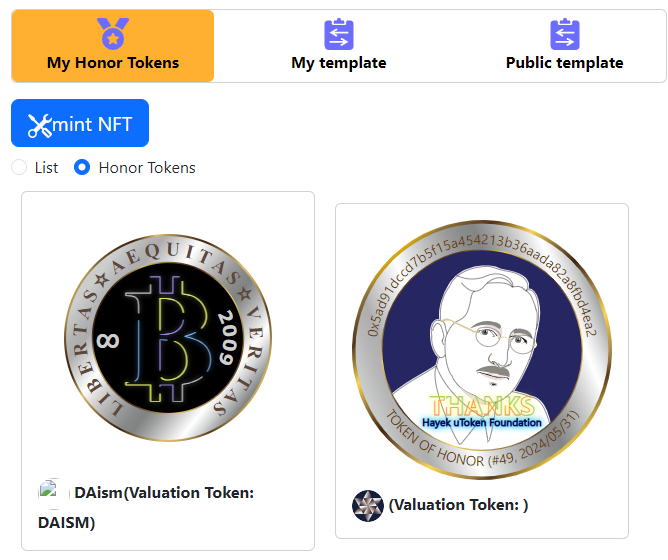 My Honor Tokens
My template
Public template
mint NFT
List
Honor Tokens
LIBERTAS☆AEQUITAS☆VERITAS
∞
B
2009
DAism(Valuation Token:
DAISM)
0x5ad91dccd7b5f15a454213b36aada82a8fbd4ea2
THANKS
Hayek uToken Foundation
TOKEN OF HONOR (#49, 2024/05/31)
(Valuation Token: )